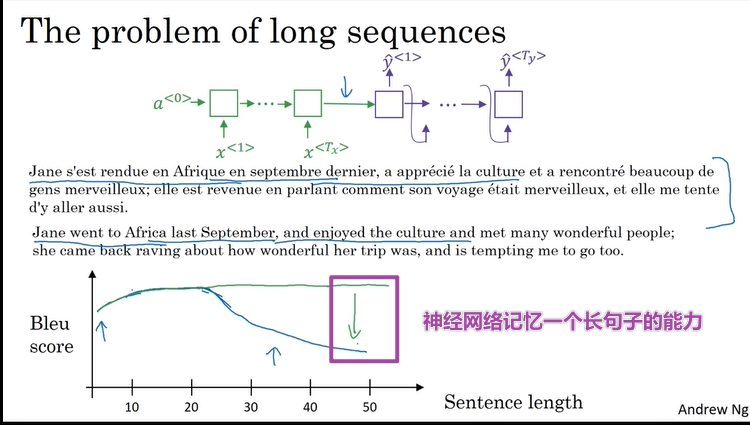 The problem of long sequences
ŷ<1> ŷ<Ty>
a<0> ... ...
x<1> x<Tx>
Jane s'est rendue en Afrique en septembre dernier, a apprécié la culture et a rencontré beaucoup de
gens merveilleux; elle est revenue en parlant comment son voyage était merveilleux, et elle me tente
d'y aller aussi.
Jane went to Africa last September, and enjoyed the culture and met many wonderful people;
she came back raving about how wonderful her trip was, and is tempting me to go too.
Bleu
score
神经网络记忆一个长句子的能力
10 20 30 40 50
Sentence length
Andrew Ng